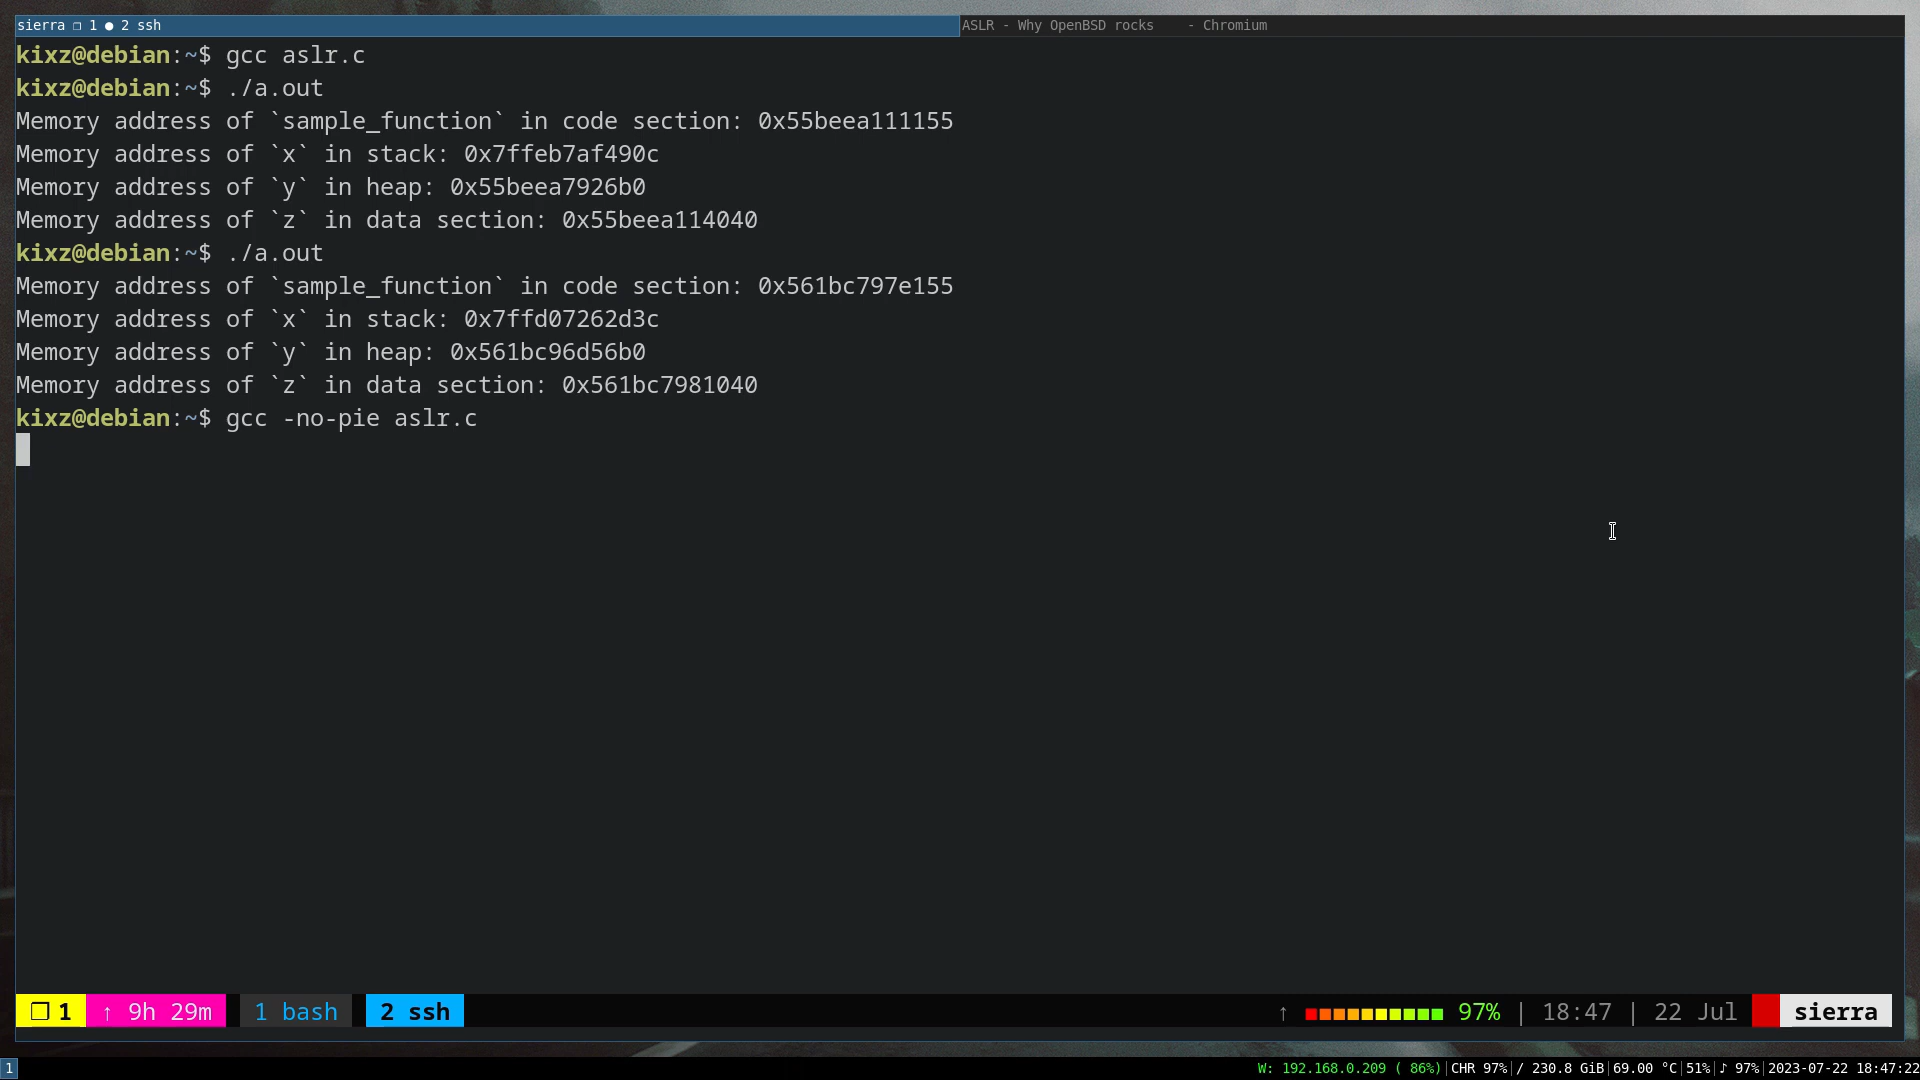 sierra ❐ 1 ● 2 ssh
ASLR - Why OpenBSD rocks - Chromium
kixz@debian:~$ gcc aslr.c
kixz@debian:~$ ./a.out
Memory address of `sample_function` in code section: 0x55beea111155
Memory address of `x` in stack: 0x7ffeb7af490c
Memory address of `y` in heap: 0x55beea7926b0
Memory address of `z` in data section: 0x55beea114040
kixz@debian:~$ ./a.out
Memory address of `sample_function` in code section: 0x561bc797e155
Memory address of `x` in stack: 0x7ffd07262d3c
Memory address of `y` in heap: 0x561bc96d56b0
Memory address of `z` in data section: 0x561bc7981040
kixz@debian:~$ gcc -no-pie aslr.c
❐ 1 ↑ 9h 29m 1 bash 2 ssh ↑ 97% | 18:47 | 22 Jul sierra
1 W: 192.168.0.209 ( 86%)|CHR 97%|/ 230.8 GiB|69.00 °C|51%|♪ 97%|2023-07-22 18:47:22